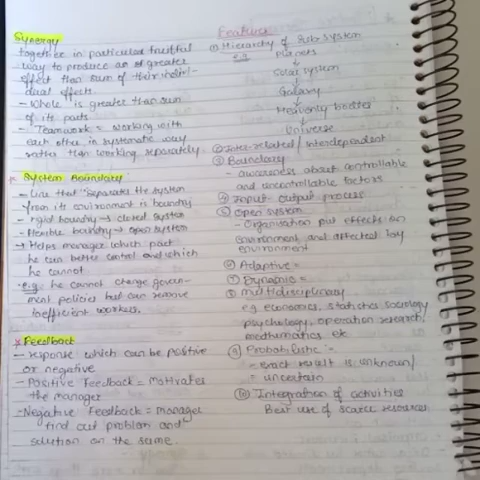 Synergy
together in particular fruitful
way to produce an of greater
effect than sum of their indivi-
dual effects
- Whole is greater than sum
of its parts
- Teamwork = working with
each other in systematic way
rather than working separately
System Boundary
- Line that "Separates the system
from its environment is boundry
- rigid boundry → closed system
- flexible boundry → open system
→ Helps manager which part
he can better control and which
he cannot.
e.g he cannot change govern-
ment policies but can remove
inefficient workers.
Feedback
- response which can be positive
or negative
- Positive Feedback = motivates
the manager
- Negative Feedback = manager
find out problem and
solution on the same.
Features
① Hierarchy of Sub system
e.g Planets
↓
Solar system
↓
Galaxy
↓
Heavenly bodies
↓
Universe
② Inter-related / interdependent
③ Boundary
- awareness about controllable
and uncontrollable factors
④ Input-output process
⑤ Open system
- Organisation put effects on
environment and affected by
environment
⑥ Adaptive =
⑦ Dynamic =
⑧ Multidisciplinary
e.g economics, statistics, sociology
psychology, operation research,
mathematics, etc
⑨ Probabilistic -
- exact result is unknown/
= uncertain
⑩ Integration of activities
Best use of scarce resources